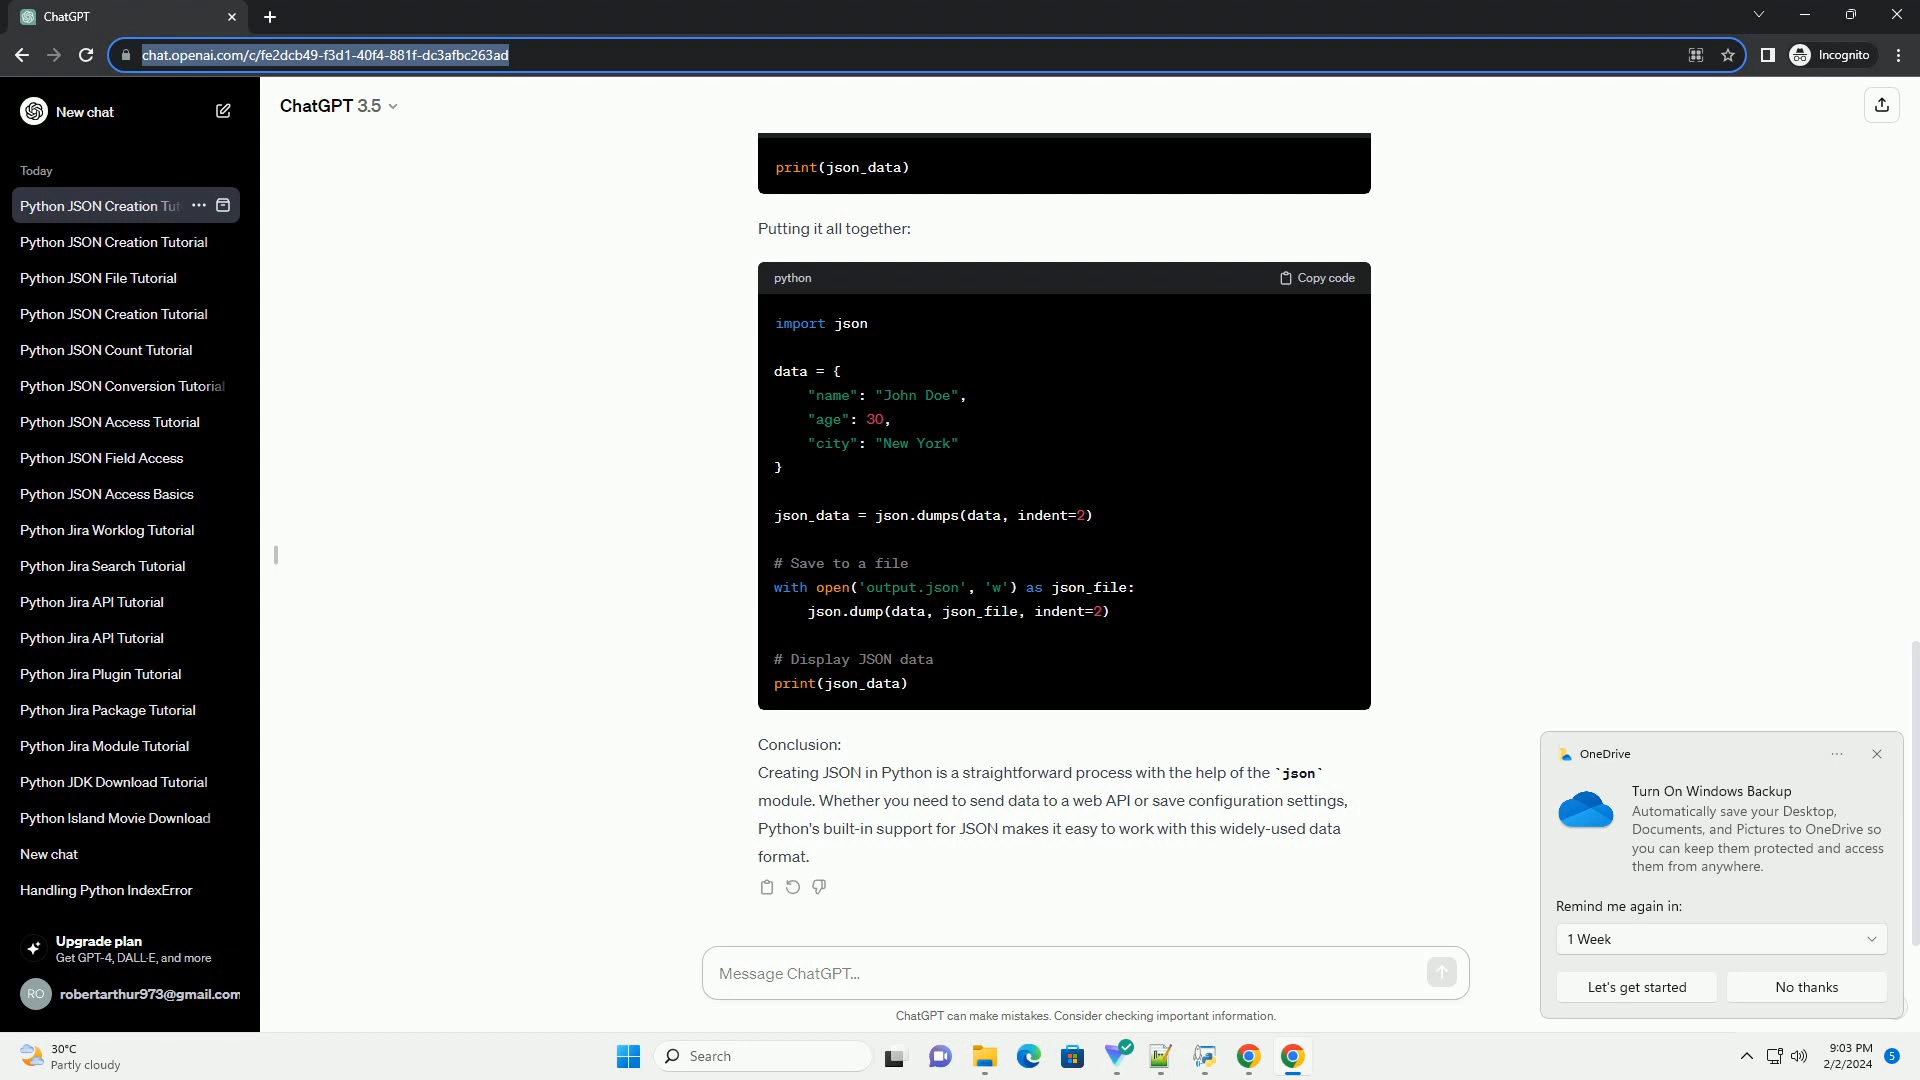 ChatGPT
chat.openai.com/c/fe2dcb49-f3d1-40f4-881f-dc3afbc263ad
Incognito
New chat
Today
Python JSON Creation Tut
Python JSON Creation Tutorial
Python JSON File Tutorial
Python JSON Creation Tutorial
Python JSON Count Tutorial
Python JSON Conversion Tutorial
Python JSON Access Tutorial
Python JSON Field Access
Python JSON Access Basics
Python Jira Worklog Tutorial
Python Jira Search Tutorial
Python Jira API Tutorial
Python Jira API Tutorial
Python Jira Plugin Tutorial
Python Jira Package Tutorial
Python Jira Module Tutorial
Python JDK Download Tutorial
Python Island Movie Download
New chat
Handling Python IndexError
Upgrade plan
Get GPT-4, DALL·E, and more
RO
robertarthur973@gmail.com
ChatGPT 3.5
print(json_data)
Putting it all together:
python
Copy code
import json
data = {
"name": "John Doe",
"age": 30,
"city": "New York"
}
json_data = json.dumps(data, indent=2)
# Save to a file
with open('output.json', 'w') as json_file:
json.dump(data, json_file, indent=2)
# Display JSON data
print(json_data)
Conclusion:
Creating JSON in Python is a straightforward process with the help of the `json`
module. Whether you need to send data to a web API or save configuration settings,
Python's built-in support for JSON makes it easy to work with this widely-used data
format.
Message ChatGPT...
ChatGPT can make mistakes. Consider checking important information.
OneDrive
Turn On Windows Backup
Automatically save your Desktop,
Documents, and Pictures to OneDrive so
you can keep them protected and access
them from anywhere.
Remind me again in:
1 Week
Let's get started
No thanks
30°C
Partly cloudy
Search
9:03 PM
2/2/2024
5